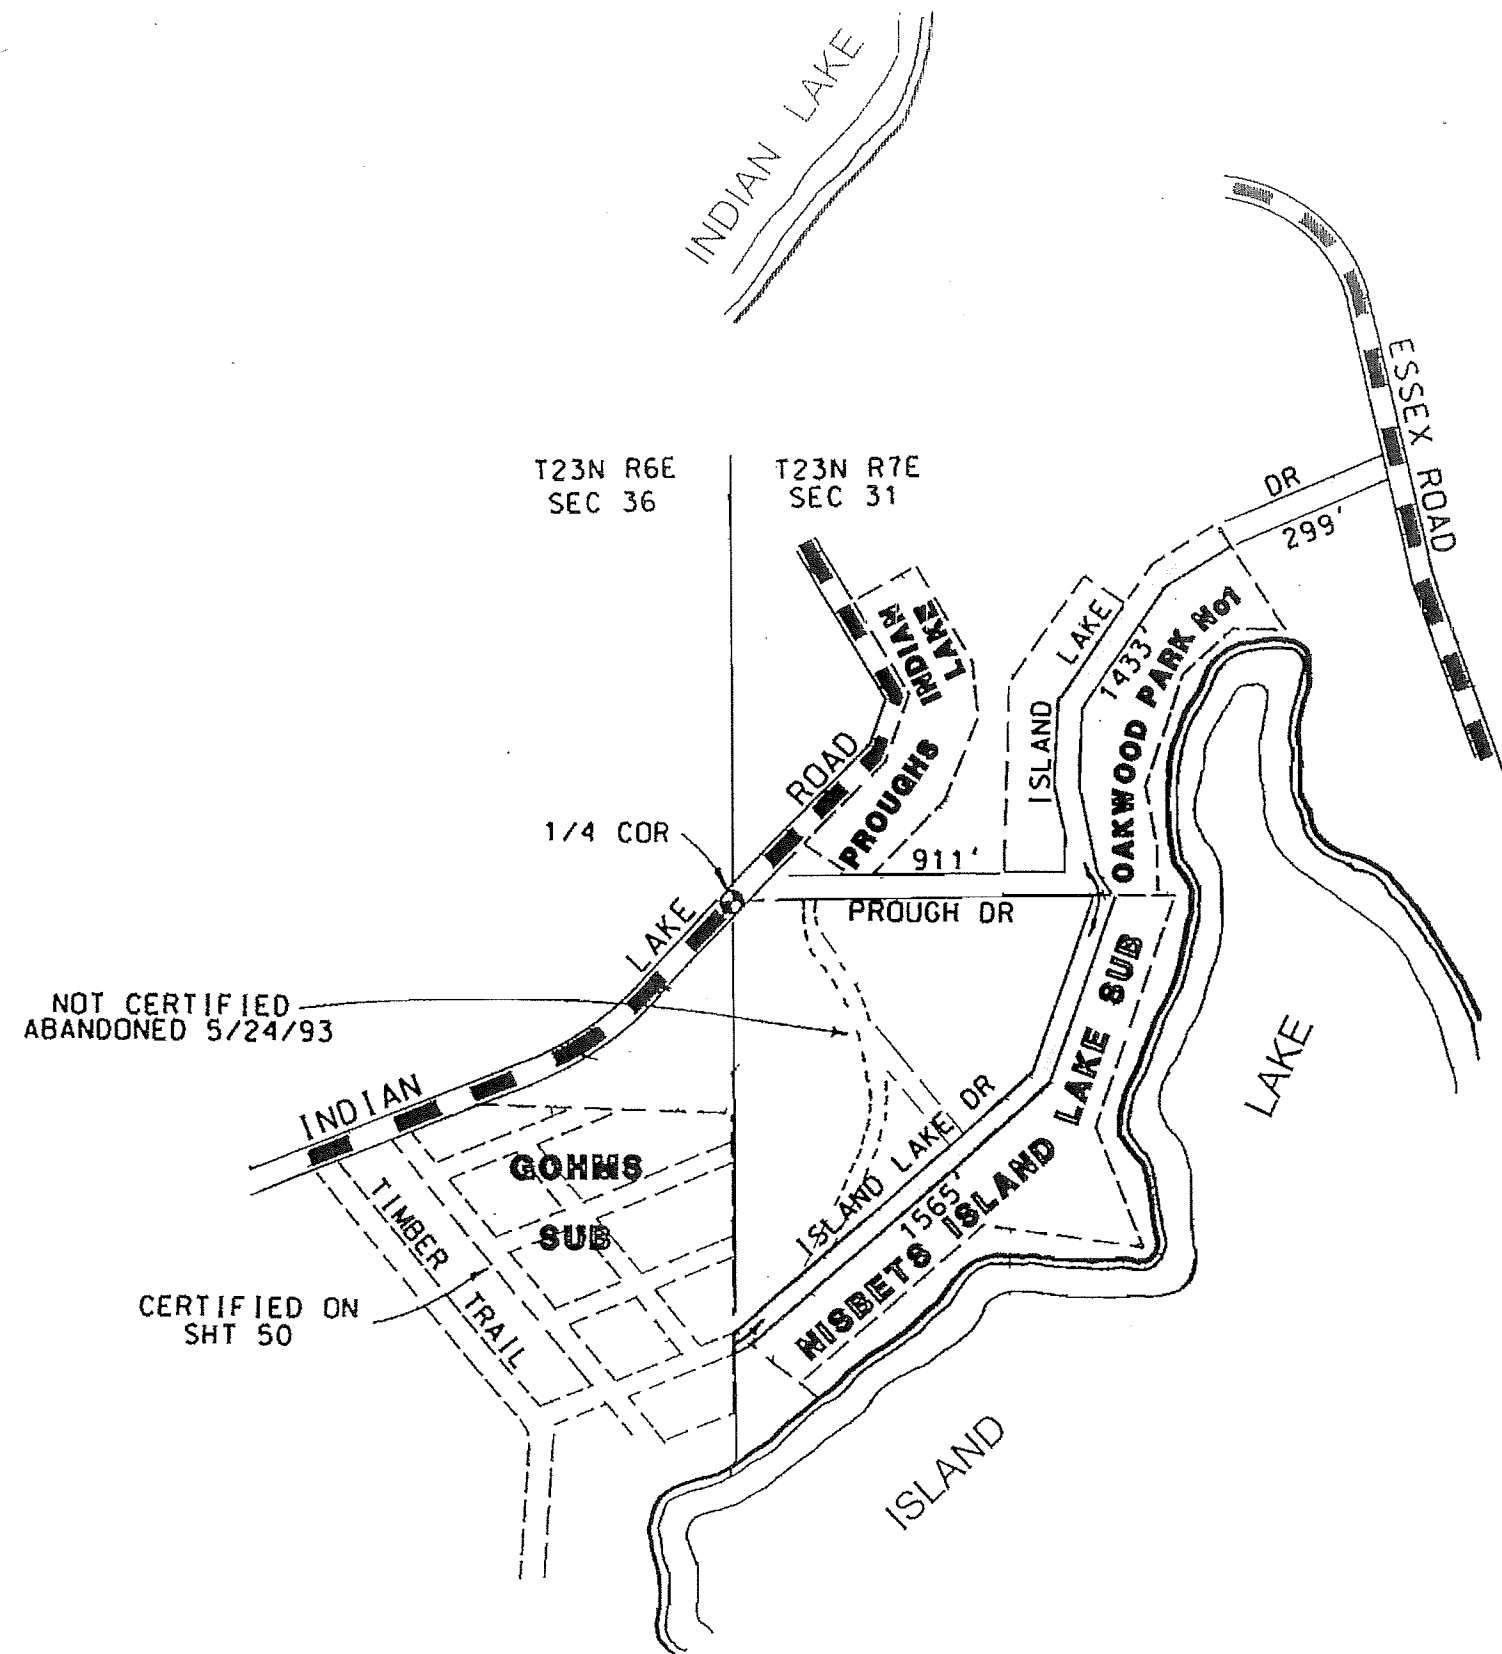 INDIAN LAKE
ESSEX ROAD
T23N R6E
SEC 36
T23N R7E
SEC 31
DR
299'
INDIAN
LAKE
PROUGHS
LAKE
ISLAND
1433'
OAKWOOD PARK No1
ROAD
1/4 COR
911'
PROUGH DR
LAKE
NOT CERTIFIED
ABANDONED 5/24/93
INDIAN
GOHMS
SUB
TIMBER TRAIL
CERTIFIED ON
SHT 50
ISLAND LAKE DR
1565'
NISBETS ISLAND LAKE SUB
LAKE
ISLAND